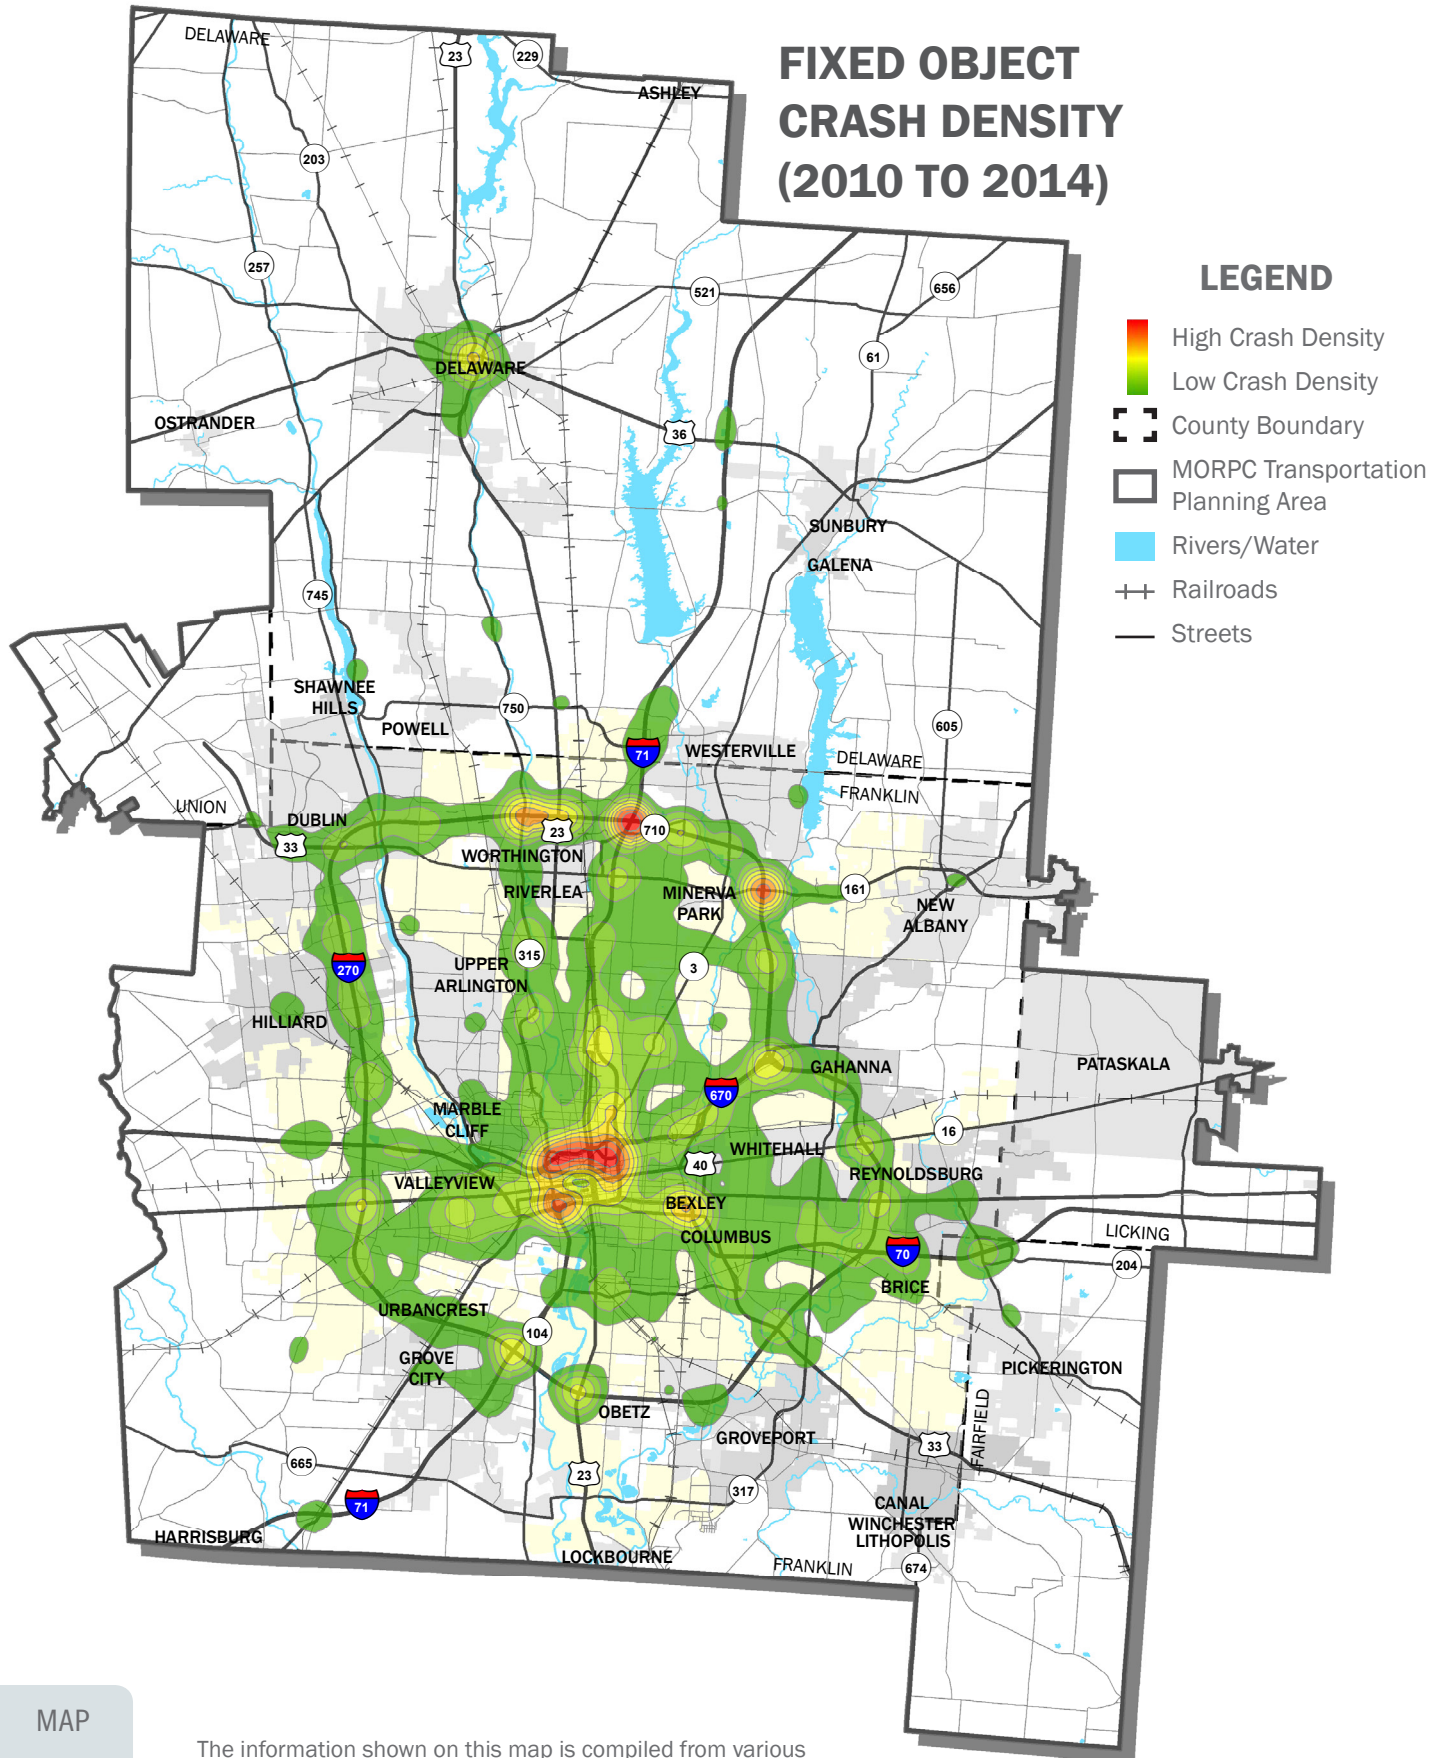 FIXED OBJECT
CRASH DENSITY
(2010 TO 2014)
LEGEND
High Crash Density
Low Crash Density
County Boundary
MORPC Transportation
Planning Area
Rivers/Water
Railroads
Streets
DELAWARE
23
229
ASHLEY
203
257
521
656
61
DELAWARE
OSTRANDER
36
SUNBURY
GALENA
745
SHAWNEE
HILLS
750
POWELL
605
71
WESTERVILLE
DELAWARE
FRANKLIN
UNION
DUBLIN
33
23
710
WORTHINGTON
RIVERLEA
MINERVA
PARK
161
NEW
ALBANY
270
315
UPPER
ARLINGTON
3
HILLIARD
GAHANNA
PATASKALA
670
MARBLE
CLIFF
16
WHITEHALL
40
REYNOLDSBURG
VALLEYVIEW
BEXLEY
COLUMBUS
LICKING
70
204
BRICE
URBANCREST
104
GROVE
CITY
PICKERINGTON
OBETZ
FAIRFIELD
GROVEPORT
33
665
23
317
71
CANAL
WINCHESTER
LITHOPOLIS
HARRISBURG
LOCKBOURNE
FRANKLIN
674
MAP
The information shown on this map is compiled from various